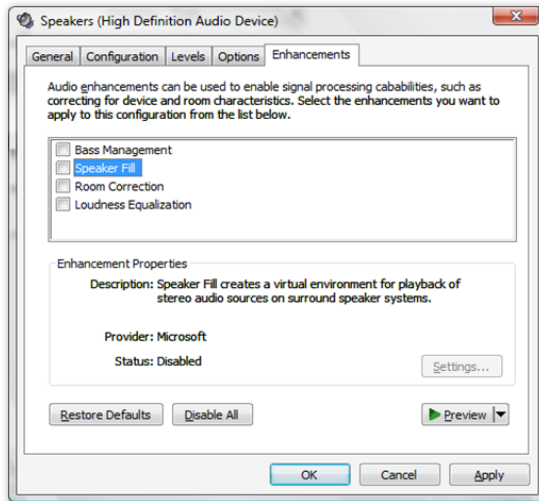 Speakers (High Definition Audio Device)
General Configuration Levels Options Enhancements
Audio enhancements can be used to enable signal processing cababilities, such as
correcting for device and room characteristics. Select the enhancements you want to
apply to this configuration from the list below.
Bass Management
Speaker Fill
Room Correction
Loudness Equalization
Enhancement Properties
Description: Speaker Fill creates a virtual environment for playback of
stereo audio sources on surround speaker systems.
Provider: Microsoft
Status: Disabled
Settings...
Restore Defaults Disable All Preview
OK Cancel Apply